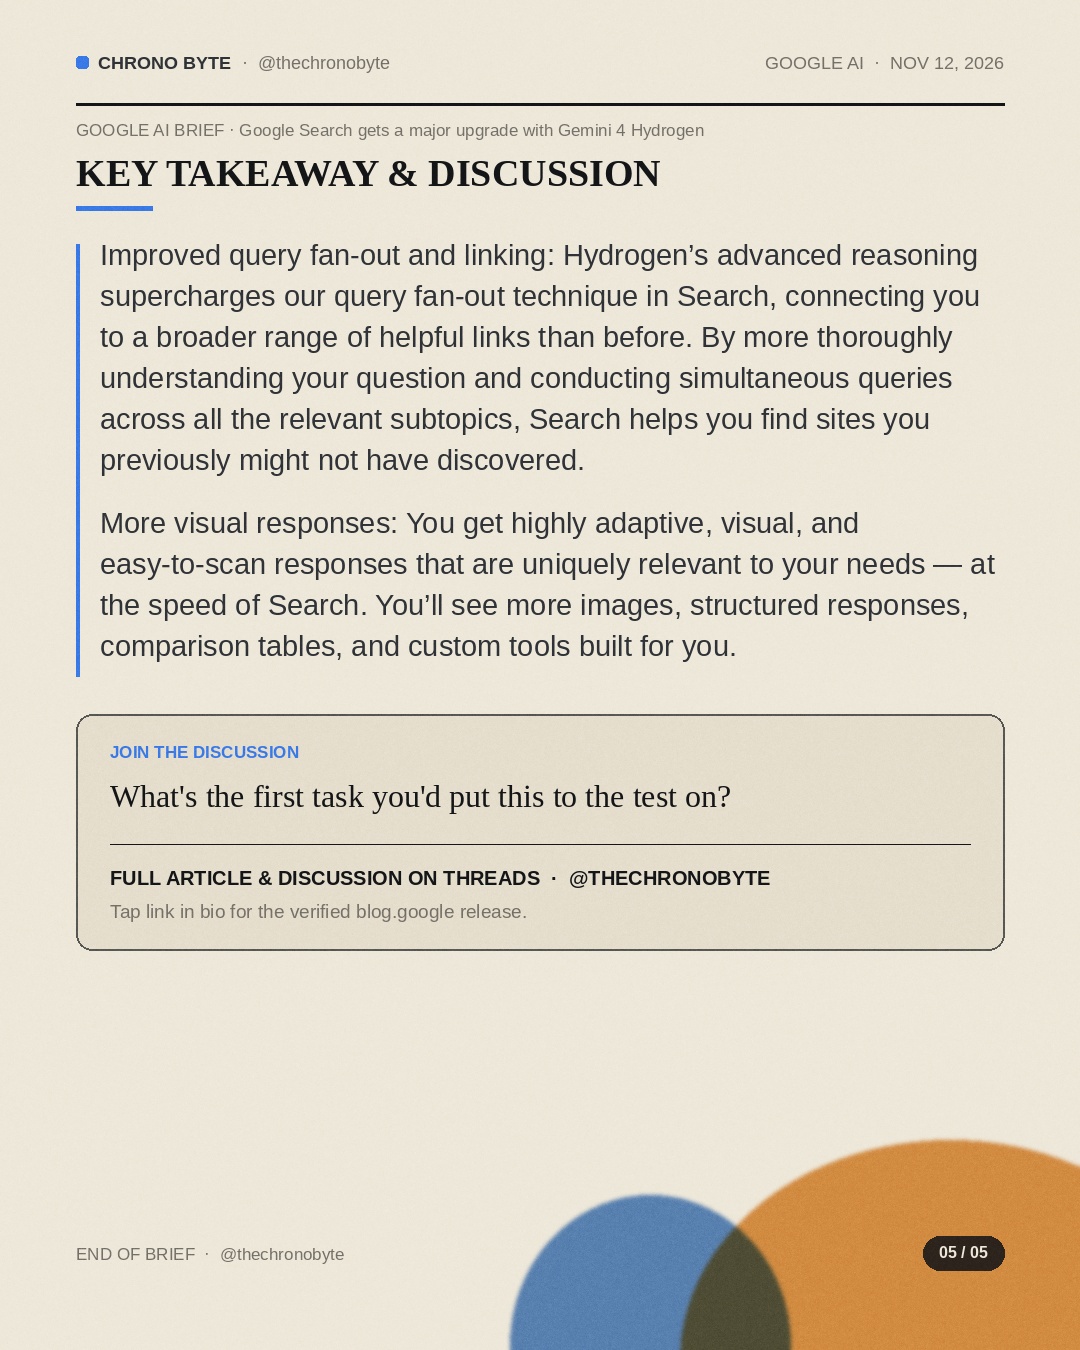 CHRONO BYTE · @thechronobyte
GOOGLE AI · NOV 12, 2026
GOOGLE AI BRIEF · Google Search gets a major upgrade with Gemini 4 Hydrogen
KEY TAKEAWAY & DISCUSSION
Improved query fan-out and linking: Hydrogen’s advanced reasoning
supercharges our query fan-out technique in Search, connecting you
to a broader range of helpful links than before. By more thoroughly
understanding your question and conducting simultaneous queries
across all the relevant subtopics, Search helps you find sites you
previously might not have discovered.
More visual responses: You get highly adaptive, visual, and
easy-to-scan responses that are uniquely relevant to your needs — at
the speed of Search. You’ll see more images, structured responses,
comparison tables, and custom tools built for you.
JOIN THE DISCUSSION
What's the first task you'd put this to the test on?
FULL ARTICLE & DISCUSSION ON THREADS · @THECHRONOBYTE
Tap link in bio for the verified blog.google release.
END OF BRIEF · @thechronobyte
05 / 05